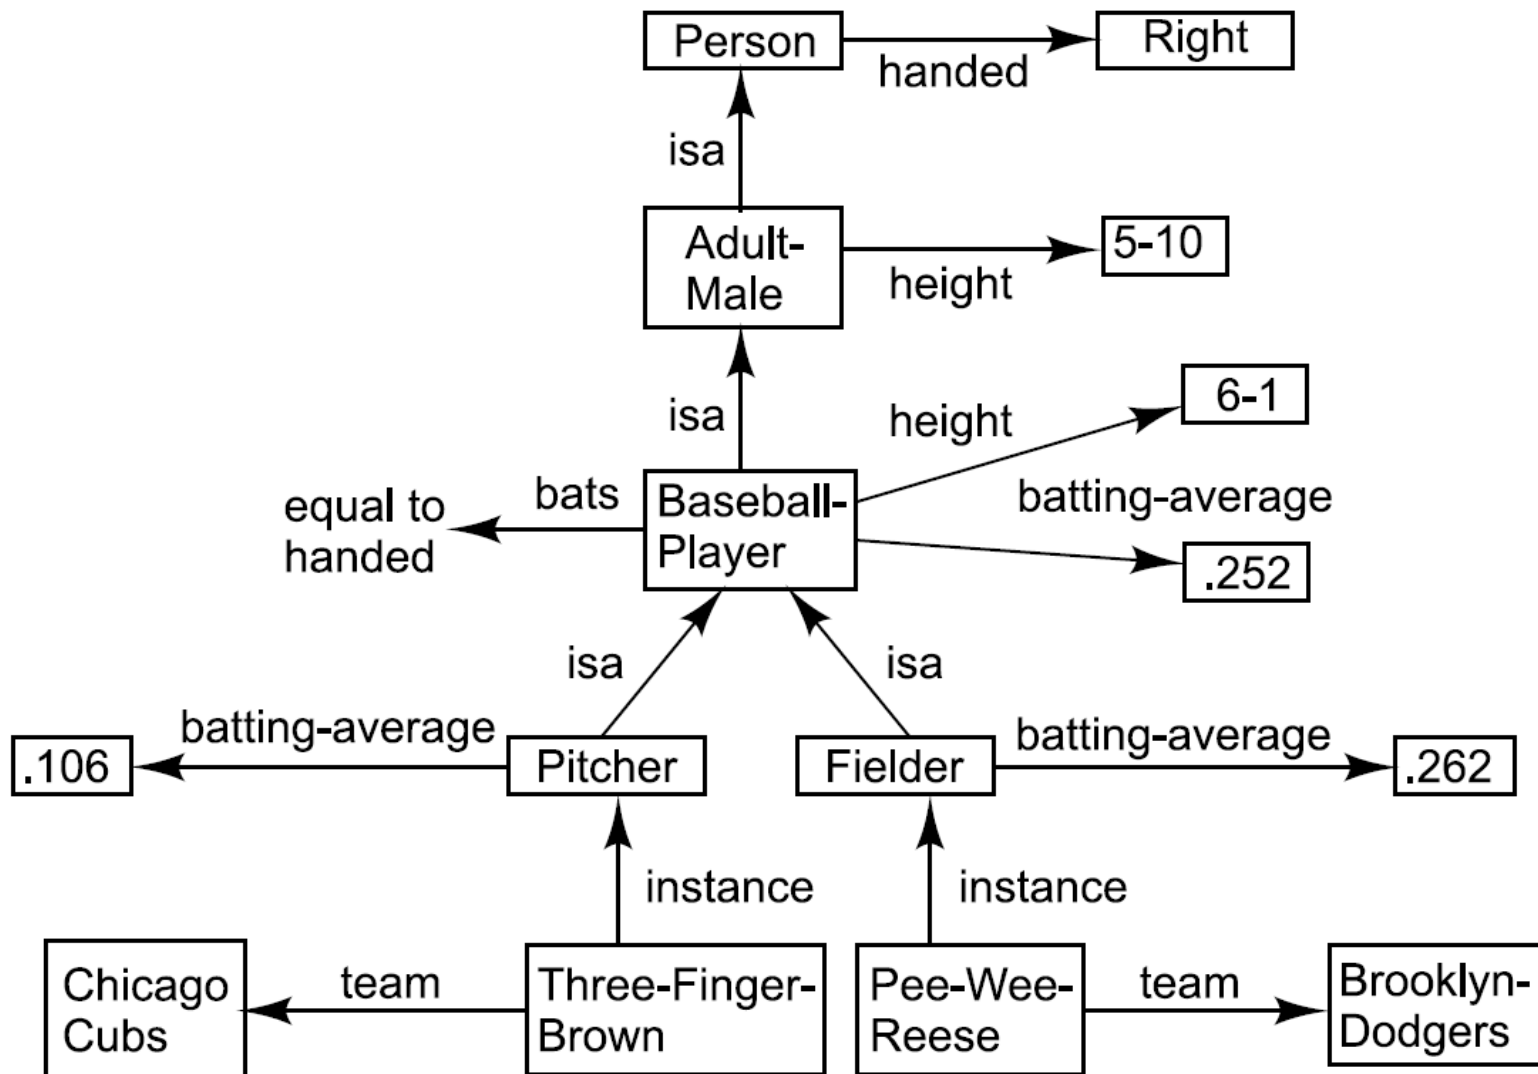 Person
Right
handed
isa
Adult-
Male
5-10
height
6-1
isa
height
bats
equal to
handed
Baseball-
Player
batting-average
.252
isa
isa
batting-average
.106
Pitcher
Fielder
batting-average
.262
instance
instance
Chicago
Cubs
team
Three-Finger-
Brown
Pee-Wee-
Reese
team
Brooklyn-
Dodgers